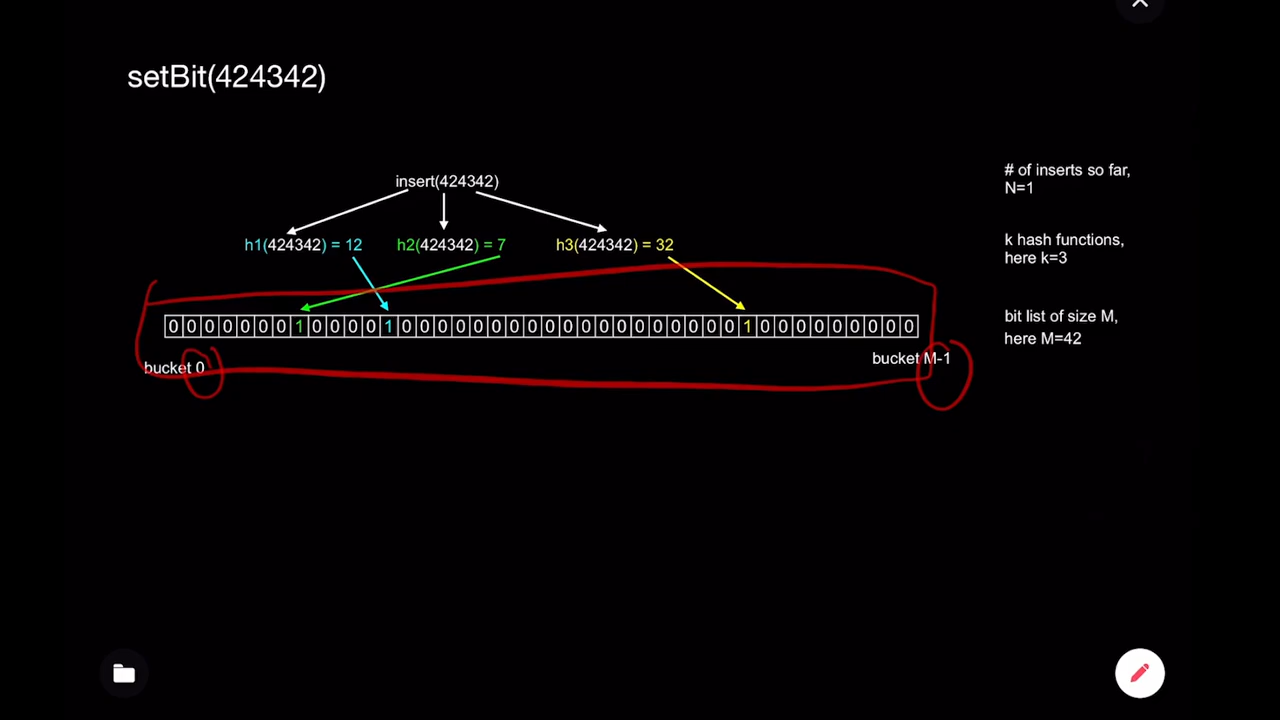 setBit(424342)
insert(424342)
h1(424342) = 12 h2(424342) = 7 h3(424342) = 32
0 0 0 0 0 0 0 1 0 0 0 0 1 0 0 0 0 0 0 0 0 0 0 0 0 0 0 0 0 0 0 0 1 0 0 0 0 0 0 0 0 0
bucket 0
bucket M-1
# of inserts so far,
N=1
k hash functions,
here k=3
bit list of size M,
here M=42